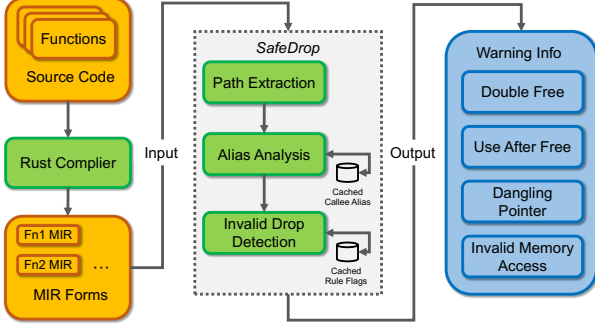 Functions
Source Code
Rust Complier
Fn1 MIR
Fn2 MIR ...
MIR Forms
Input
SafeDrop
Path Extraction
Alias Analysis
Cached
Callee Alias
Invalid Drop
Detection
Cached
Rule Flags
Output
Warning Info
Double Free
Use After Free
Dangling
Pointer
Invalid Memory
Access